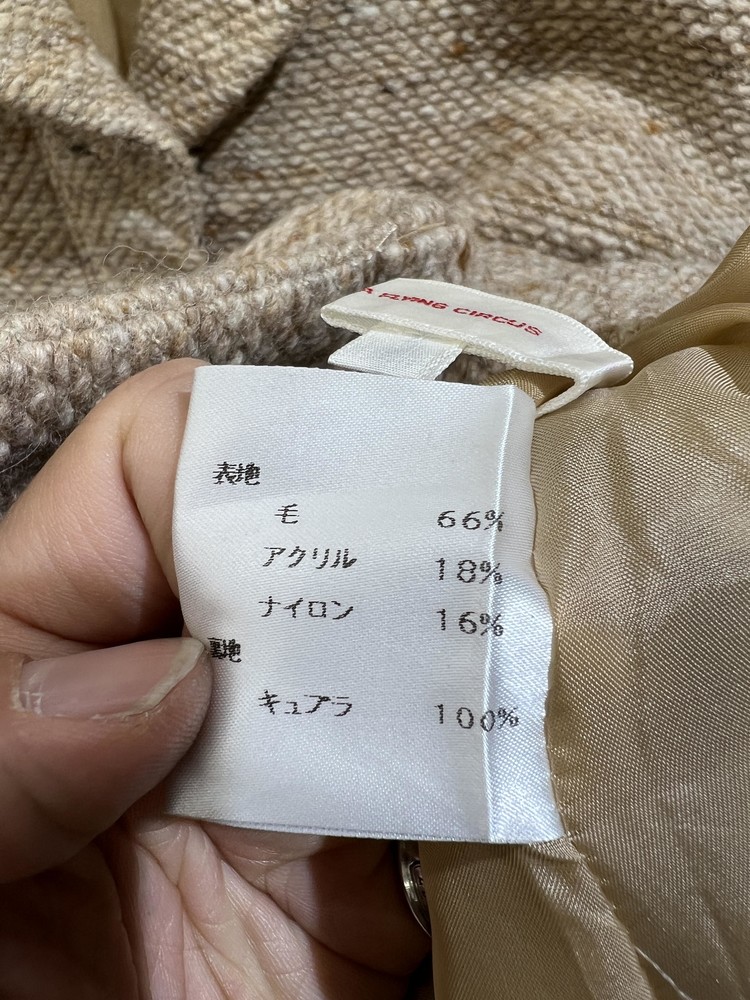 FLYING CIRCUS
表地
毛 66%
アクリル 18%
ナイロン 16%
裏地
キュプラ 100%